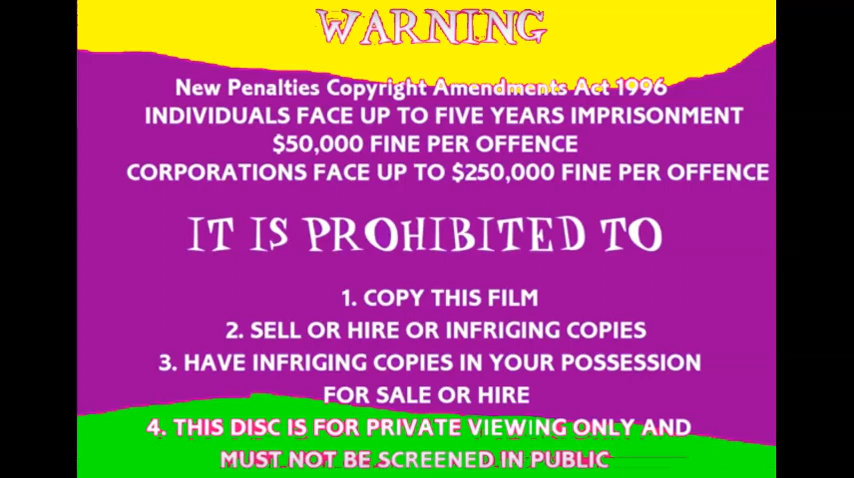 WARNING
New Penalties Copyright Amendments Act 1996
INDIVIDUALS FACE UP TO FIVE YEARS IMPRISONMENT
$50,000 FINE PER OFFENCE
CORPORATIONS FACE UP TO $250,000 FINE PER OFFENCE
IT IS PROHIBITED TO
1. COPY THIS FILM
2. SELL OR HIRE OR INFRIGING COPIES
3. HAVE INFRIGING COPIES IN YOUR POSSESSION
FOR SALE OR HIRE
4. THIS DISC IS FOR PRIVATE VIEWING ONLY AND
MUST NOT BE SCREENED IN PUBLIC